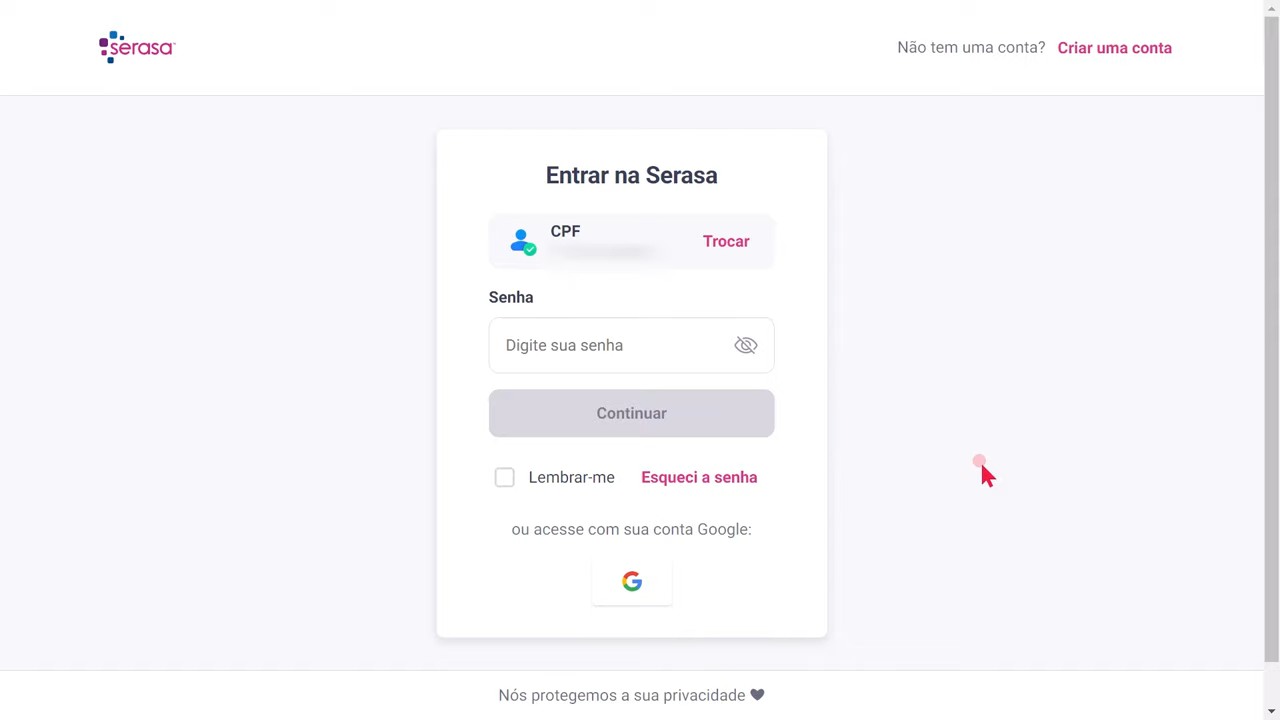 serasa
Não tem uma conta? Criar uma conta
Entrar na Serasa
CPF
Trocar
Senha
Digite sua senha
Continuar
Lembrar-me Esqueci a senha
ou acesse com sua conta Google:
Nós protegemos a sua privacidade